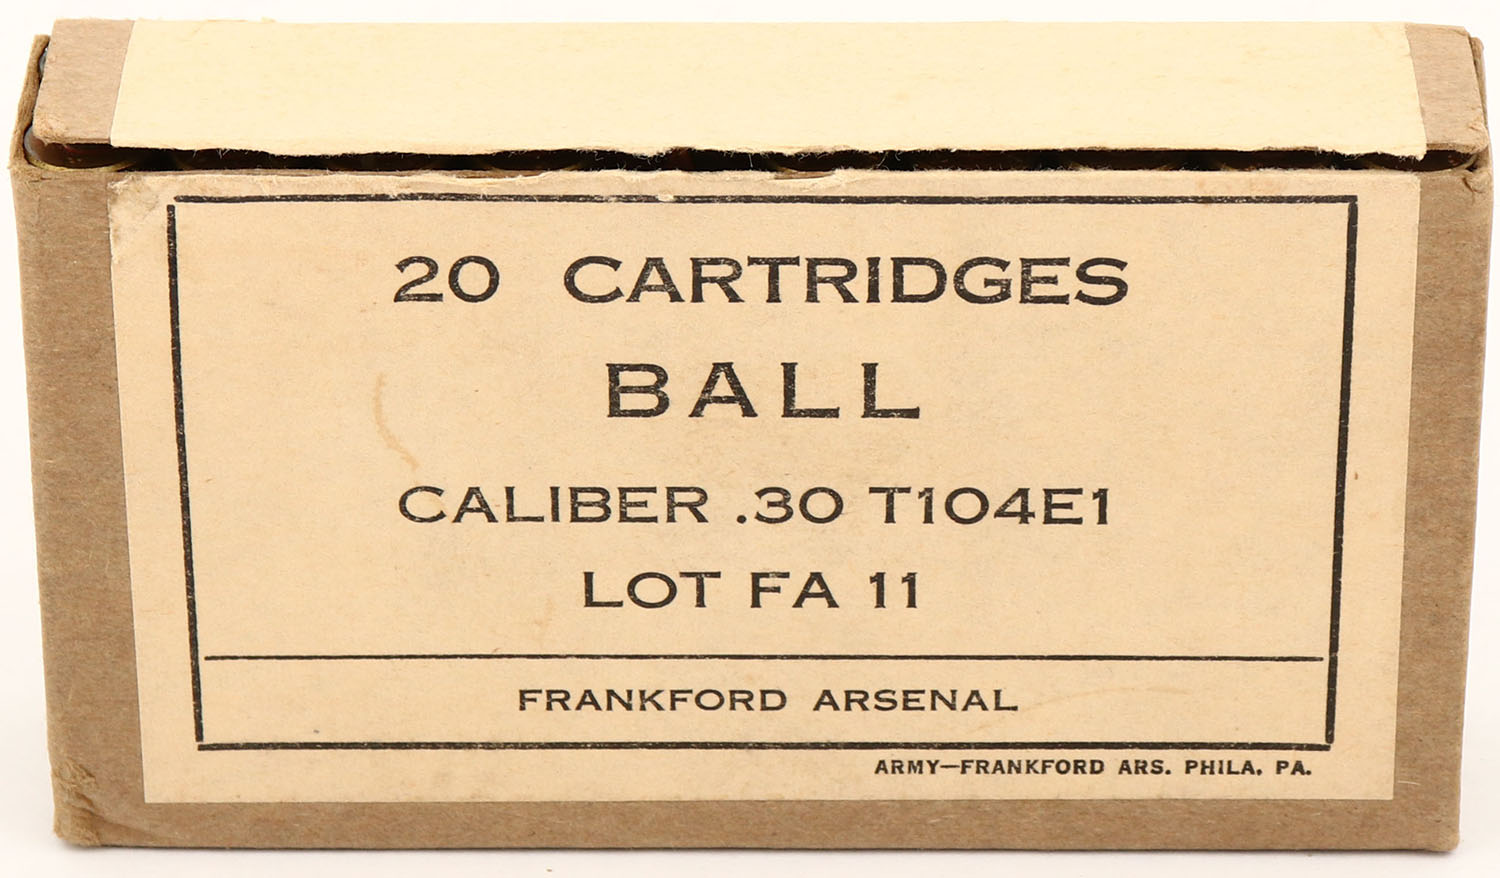 20 CARTRIDGES
BALL
CALIBER .30 T104E1
LOT FA 11
FRANKFORD ARSENAL
ARMY—FRANKFORD ARS. PHILA. PA.